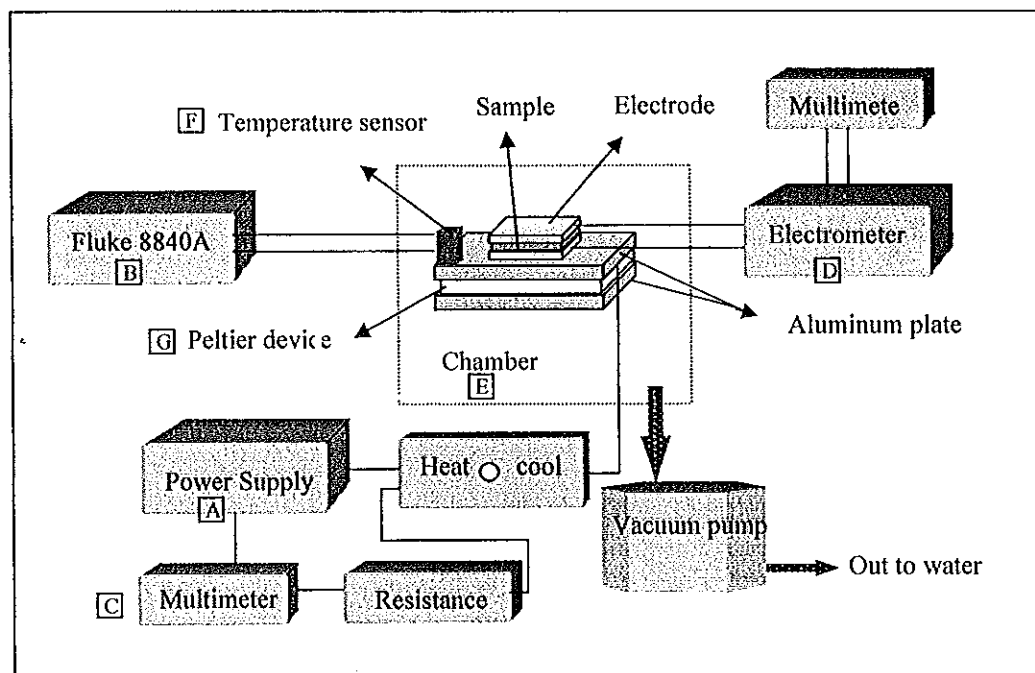 Sample
Electrode
Multimete
F Temperature sensor
Fluke 8840A
B
Electrometer
D
G Peltier device
Aluminum plate
Chamber
E
Power Supply
A
Heat cool
Vacuum pump
Out to water
C Multimeter
Resistance